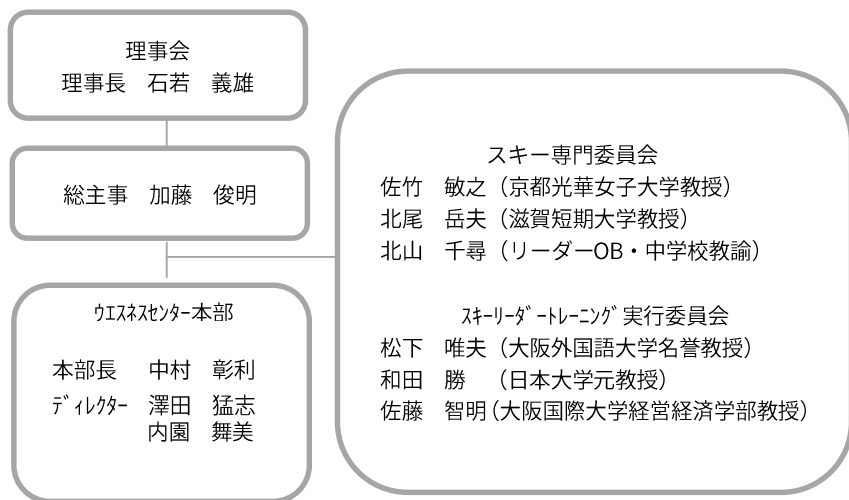 理事会
理事長　石若　義雄
総主事　加藤　俊明
ｳｴｽﾈｽｾﾝﾀｰ本部
本部長　中村　彰利
ﾃﾞｨﾚｸﾀｰ　澤田　猛志
内園　舞美
スキー専門委員会
佐竹　敏之（京都光華女子大学教授）
北尾　岳夫（滋賀短期大学教授）
北山　千尋（リーダーOB・中学校教諭）
ｽｷｰﾘｰﾀﾞｰﾄﾚｰﾆﾝｸﾞ実行委員会
松下　唯夫（大阪外国語大学名誉教授）
和田　勝　（日本大学元教授）
佐藤　智明（大阪国際大学経営経済学部教授）